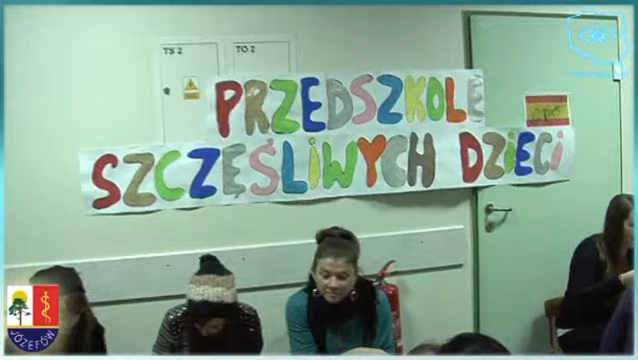 TS 2 TO 2
PRZEDSZKOLE
SZCZĘŚLIWYCH DZIECI
JÓZEFÓW